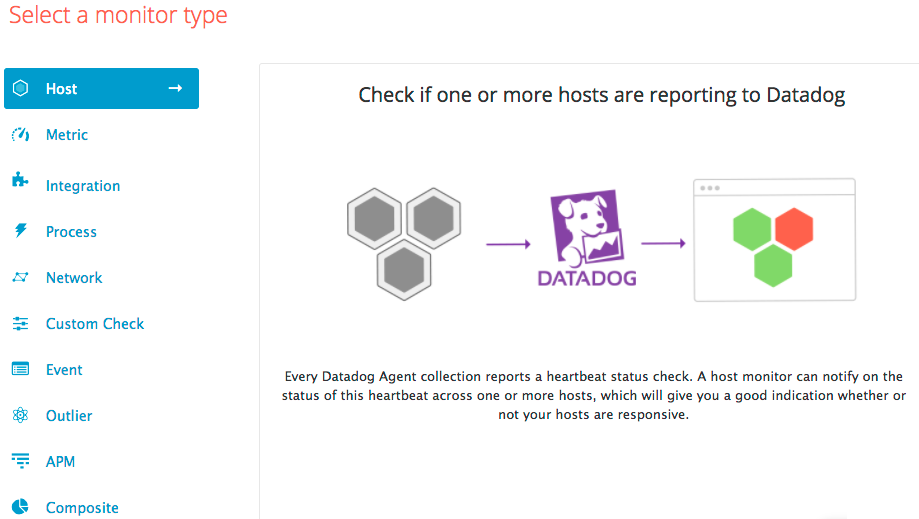 Select a monitor type
Host
Metric
Integration
Process
Network
Custom Check
Event
Outlier
APM
Composite
Check if one or more hosts are reporting to Datadog
DATADOG
Every Datadog Agent collection reports a heartbeat status check. A host monitor can notify on the
status of this heartbeat across one or more hosts, which will give you a good indication whether or
not your hosts are responsive.